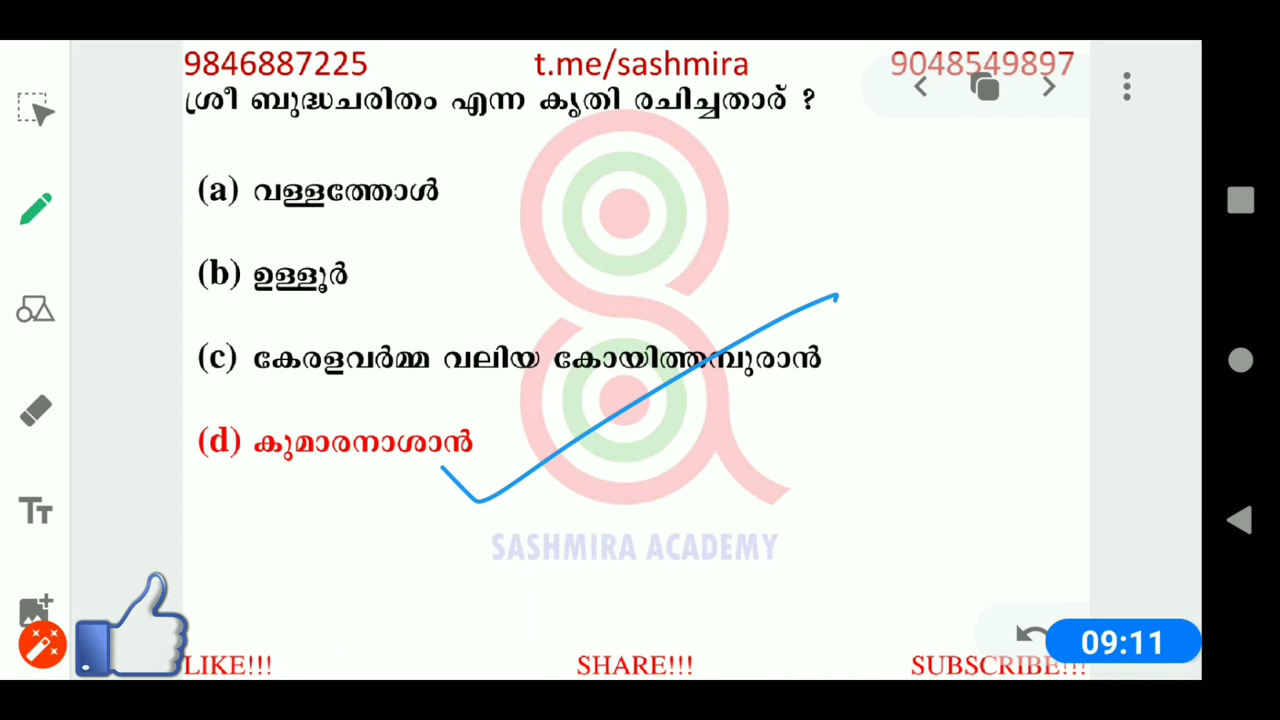 9846887225 t.me/sashmira 9048549897
ശ്രീ ബുദ്ധചരിതം എന്ന കൃതി രചിച്ചതാര് ?
(a) വള്ളത്തോൾ
(b) ഉള്ളൂർ
(c) കേരളവർമ്മ വലിയ കോയിത്തമ്പുരാൻ
(d) കുമാരനാശാൻ
SASHMIRA ACADEMY
TT
09:11
LIKE!!! SHARE!!! SUBSCRIBE!!!